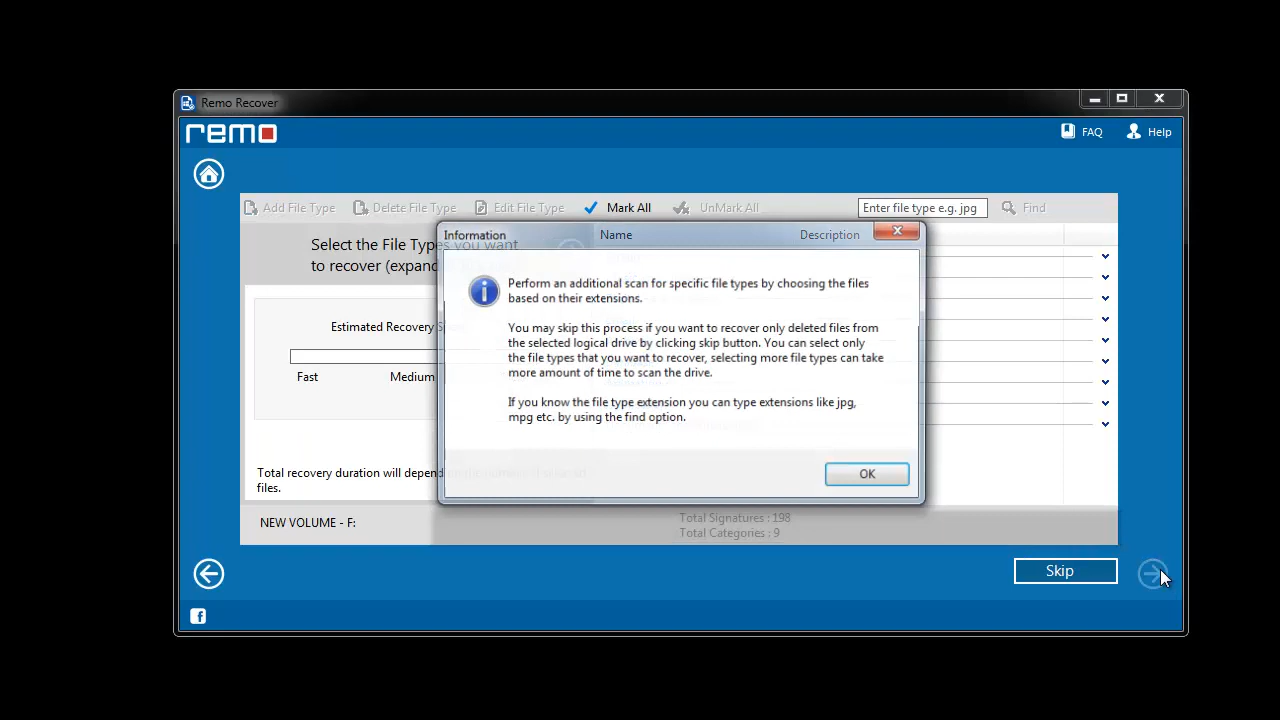 Remo Recover
remo
FAQ
Help
Add File Type
Delete File Type
Edit File Type
Mark All
UnMark All
Enter file type e.g. jpg
Find
Select the File Types you want
to recover (expand
Information
Name
Description
Perform an additional scan for specific file types by choosing the files
based on their extensions.
You may skip this process if you want to recover only deleted files from
the selected logical drive by clicking skip button. You can select only
the file types that you want to recover, selecting more file types can take
more amount of time to scan the drive.
If you know the file type extension you can type extensions like jpg,
mpg etc. by using the find option.
OK
Estimated Recovery
Fast
Medium
Total recovery duration will depend
files.
NEW VOLUME - F:
Total Signatures : 198
Total Categories : 9
Skip
f